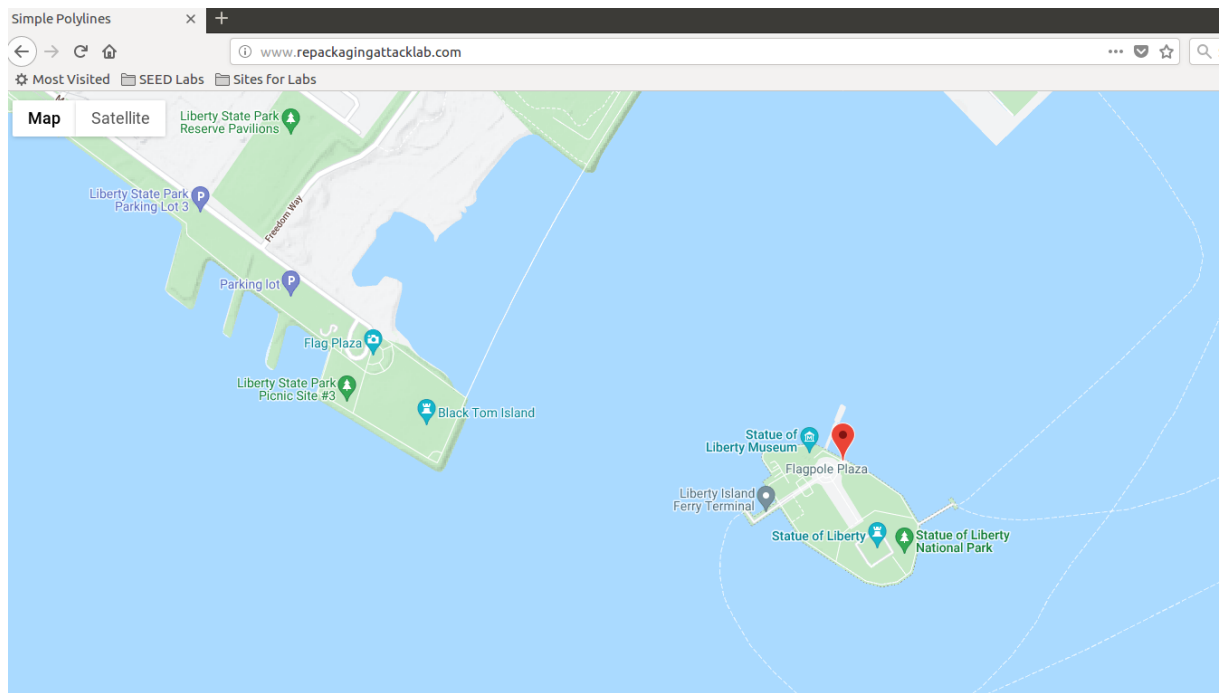 Simple Polylines
www.repackagingattacklab.com
Most Visited
SEED Labs
Sites for Labs
Map
Satellite
Liberty State Park
Reserve Pavilions
Liberty State Park
Parking Lot 3
Freedom Way
Parking lot
Flag Plaza
Liberty State Park
Picnic Site #3
Black Tom Island
Statue of
Liberty Museum
Flagpole Plaza
Liberty Island
Ferry Terminal
Statue of Liberty
Statue of Liberty
National Park